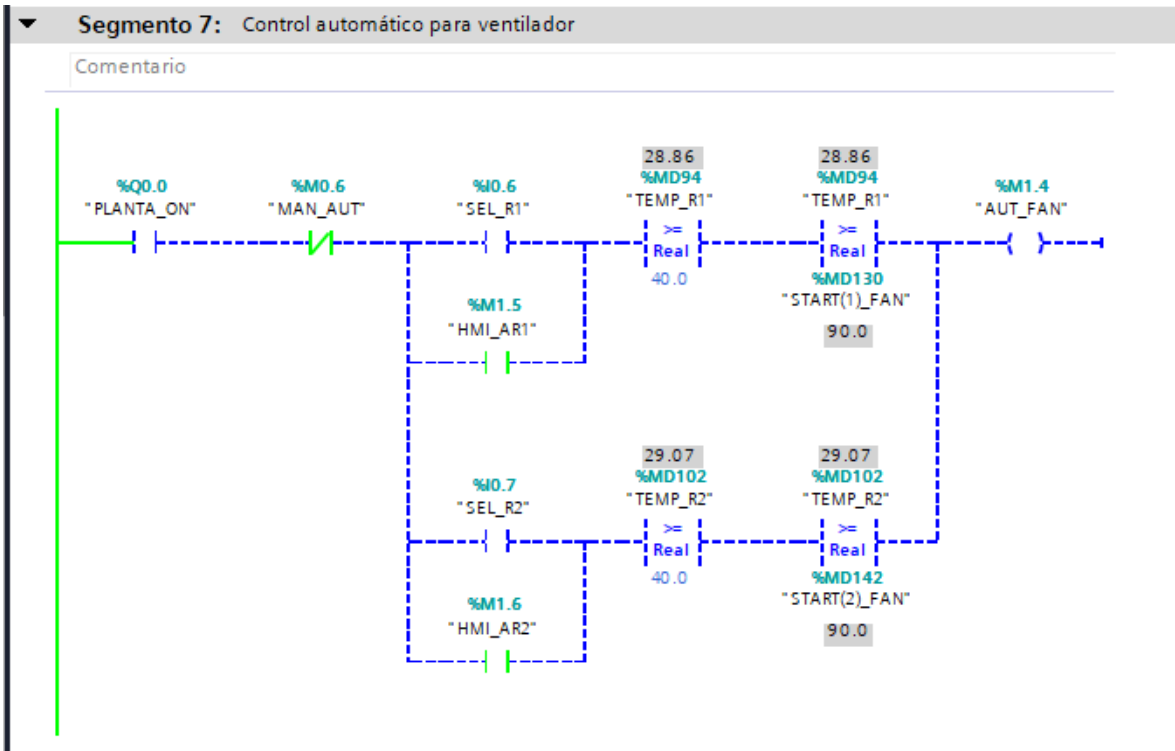 Segmento 7: Control automático para ventilador
Comentario
28.86 28.86
%Q0.0 %M0.6 %I0.6 %MD94 %MD94 %M1.4
"PLANTA_ON" "MAN_AUT" "SEL_R1" "TEMP_R1" "TEMP_R1" "AUT_FAN"
>= >=
Real Real
40.0 %MD130
%M1.5 "START(1)_FAN"
"HMI_AR1" 90.0
29.07 29.07
%I0.7 %MD102 %MD102
"SEL_R2" "TEMP_R2" "TEMP_R2"
>= >=
Real Real
40.0 %MD142
%M1.6 "START(2)_FAN"
"HMI_AR2" 90.0